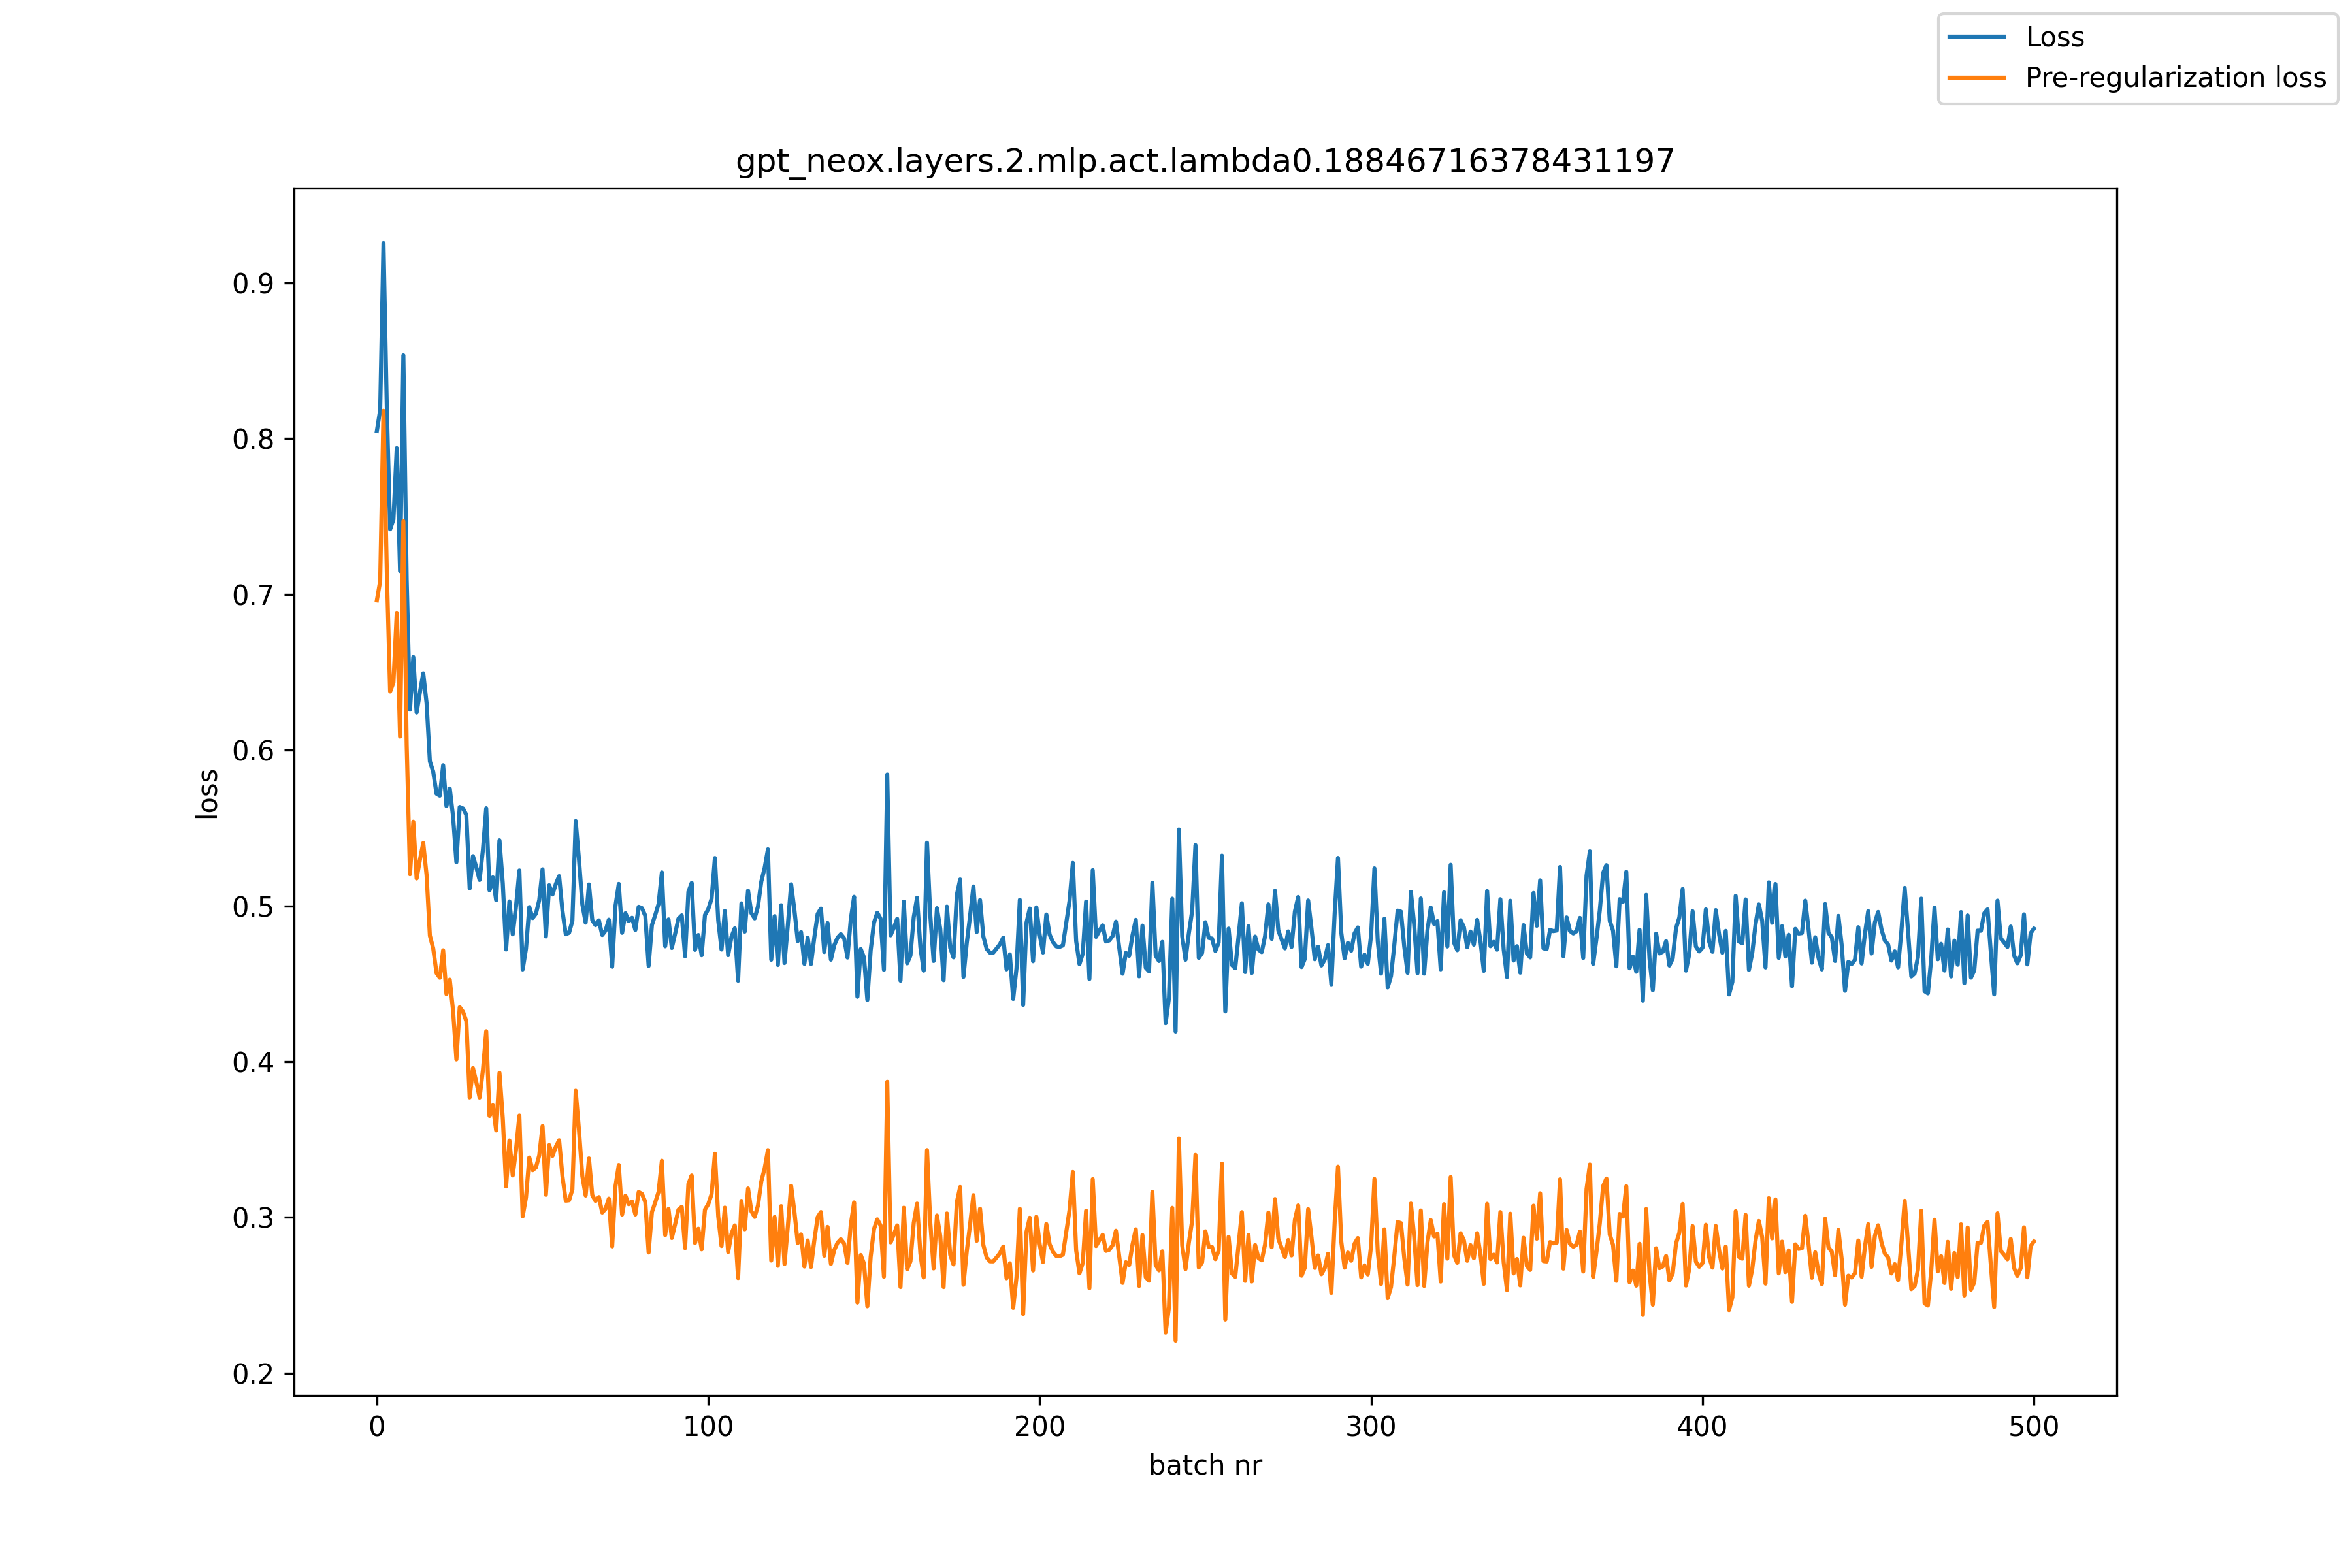 Loss
Pre-regularization loss
gpt_neox.layers.2.mlp.act.lambda0.18846716378431197
0.9
0.8
0.7
0.6
0.5
0.4
0.3
0.2
loss
0 100 200 300 400 500
batch nr